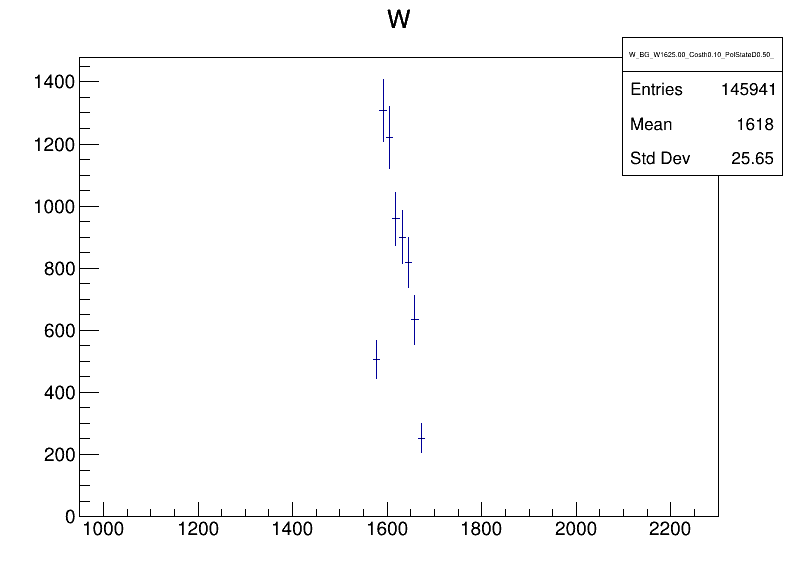 W
W_BG_W1625.00_Costh0.10_PolStateD0.50_
Entries 145941
Mean 1618
Std Dev 25.65
1400
1200
1000
800
600
400
200
0
1000 1200 1400 1600 1800 2000 2200